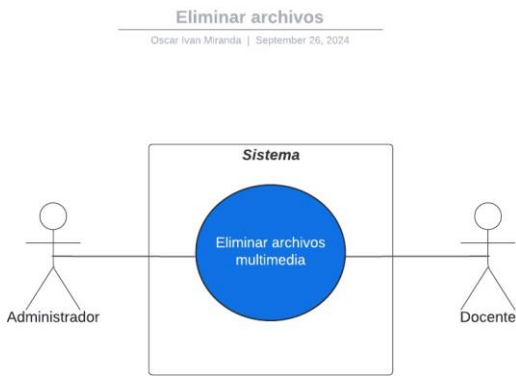 Eliminar archivos
Oscar Ivan Miranda | September 26, 2024
Sistema
Eliminar archivos
multimedia
Administrador
Docente